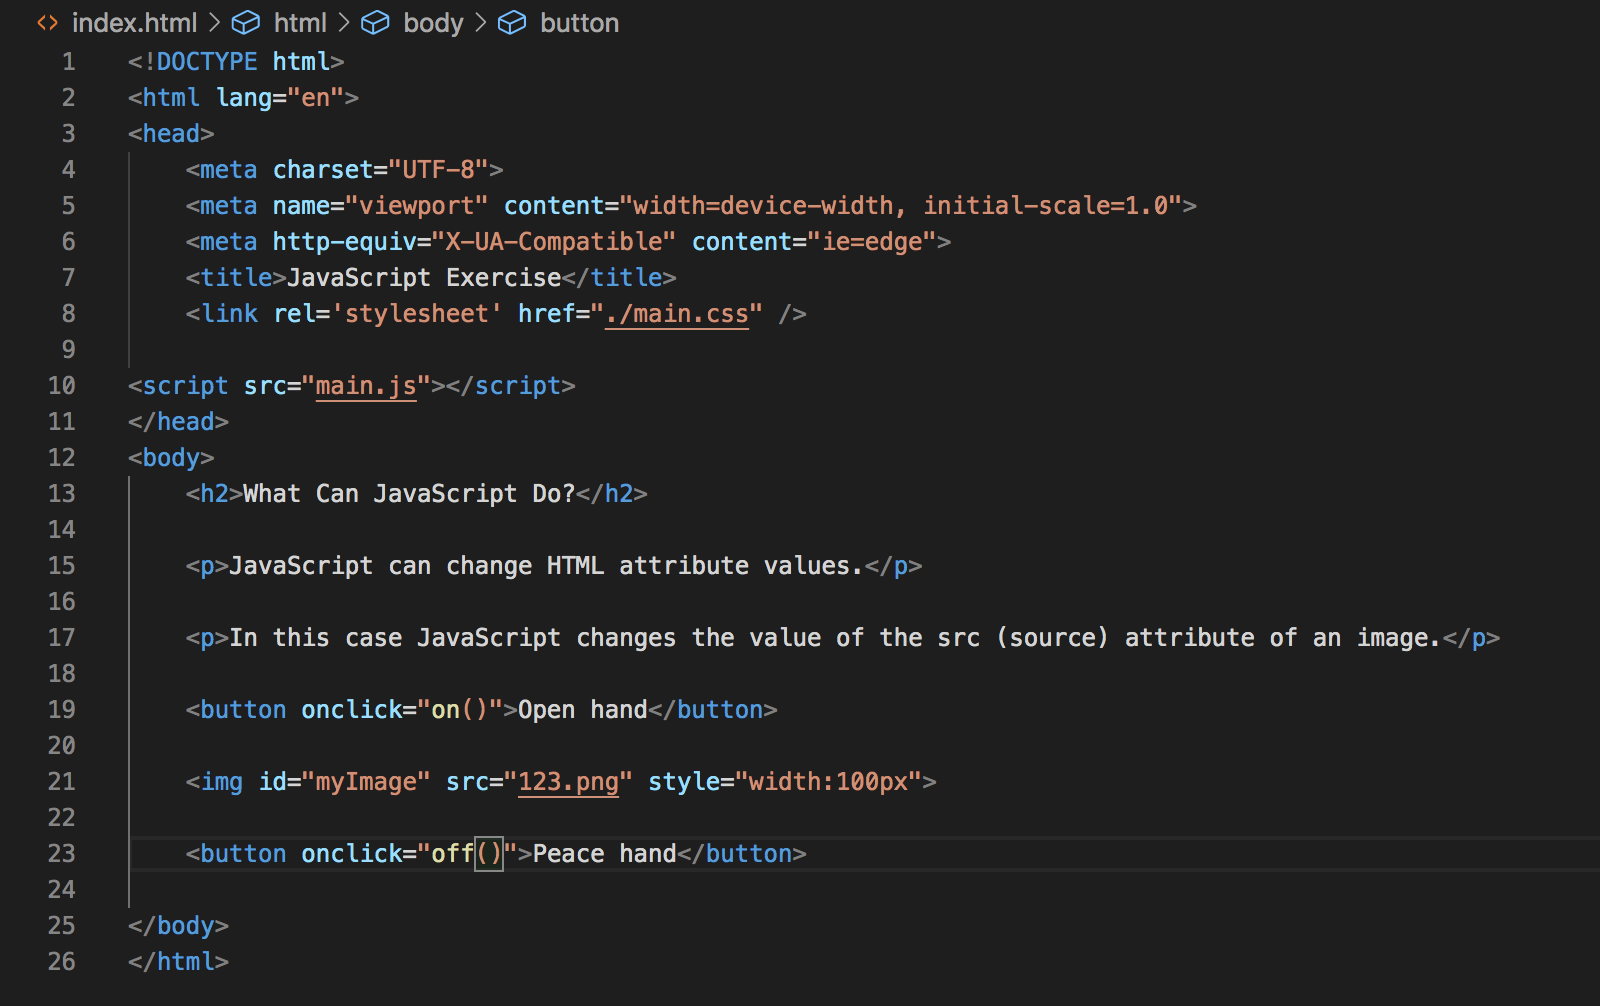 index.html > html > body > button
1 <!DOCTYPE html>
2 <html lang="en">
3 <head>
4     <meta charset="UTF-8">
5     <meta name="viewport" content="width=device-width, initial-scale=1.0">
6     <meta http-equiv="X-UA-Compatible" content="ie=edge">
7     <title>JavaScript Exercise</title>
8     <link rel='stylesheet' href="./main.css" />
9
10 <script src="main.js"></script>
11 </head>
12 <body>
13     <h2>What Can JavaScript Do?</h2>
14
15     <p>JavaScript can change HTML attribute values.</p>
16
17     <p>In this case JavaScript changes the value of the src (source) attribute of an image.</p>
18
19     <button onclick="on()">Open hand</button>
20
21     <img id="myImage" src="123.png" style="width:100px">
22
23     <button onclick="off()">Peace hand</button>
24
25 </body>
26 </html>